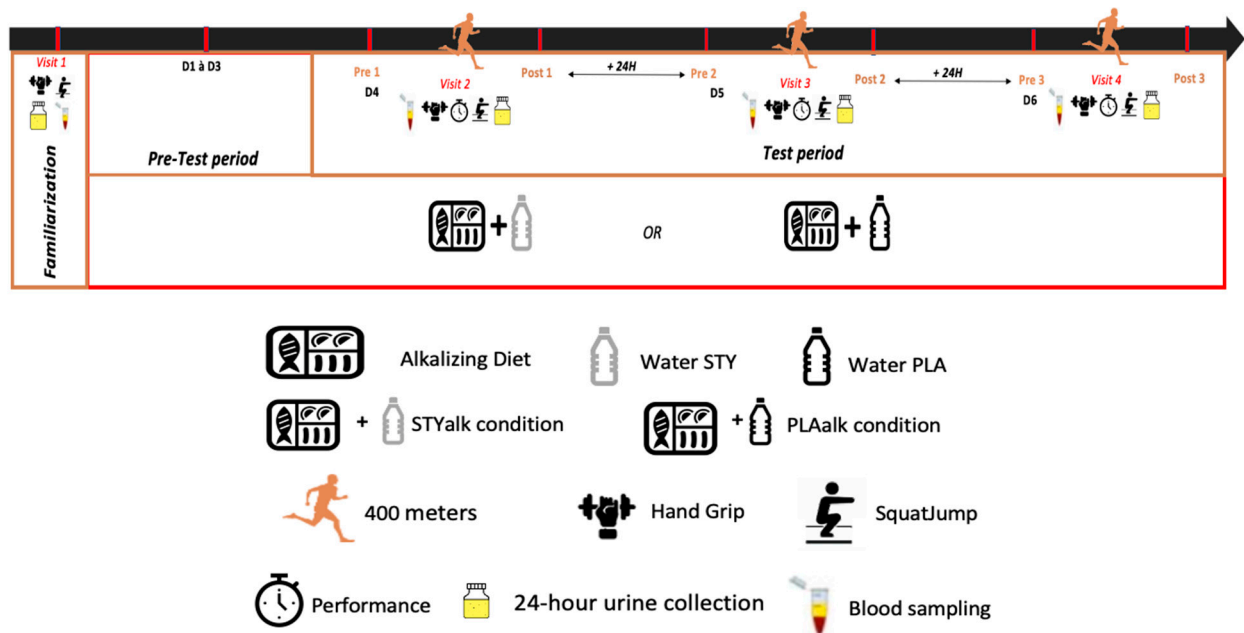 Visit 1
D1 à D3
Pre 1
D4
Visit 2
Post 1
+ 24H
Pre 2
D5
Visit 3
Post 2
+ 24H
Pre 3
D6
Visit 4
Post 3
Familiarization
Pre-Test period
Test period
+
OR
+
Alkalizing Diet
Water STY
Water PLA
+ STYalk condition
+ PLAalk condition
400 meters
Hand Grip
SquatJump
Performance
24-hour urine collection
Blood sampling